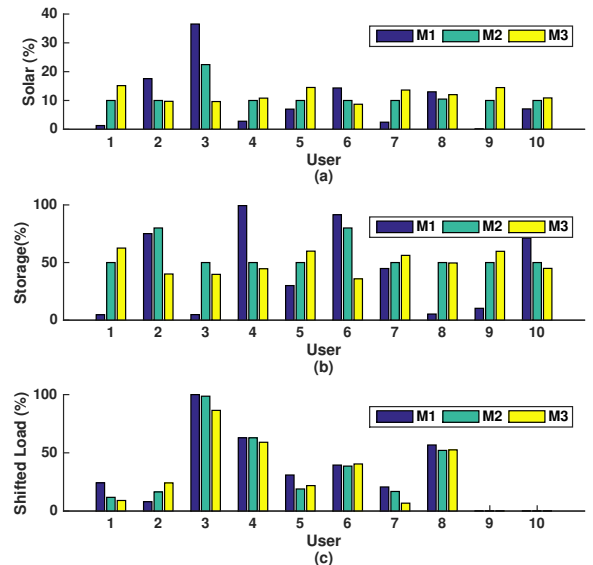 40
30
20
10
0
Solar (%)
M1 M2 M3
1 2 3 4 5 6 7 8 9 10
User
(a)
100
50
0
Storage(%)
M1 M2 M3
1 2 3 4 5 6 7 8 9 10
User
(b)
100
50
0
Shifted Load (%)
M1 M2 M3
1 2 3 4 5 6 7 8 9 10
User
(c)